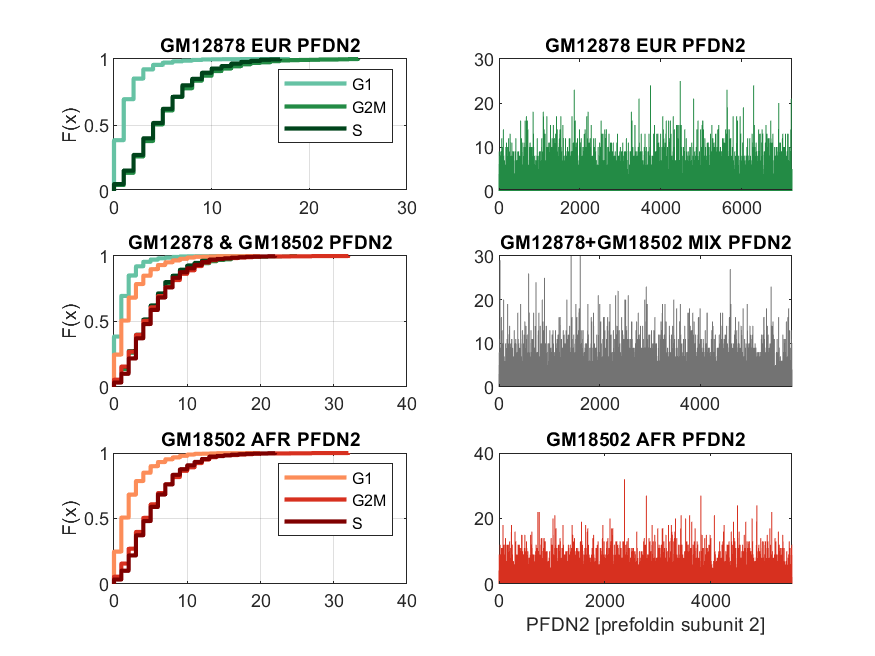 GM12878 EUR PFDN2
1
0.5
0
F(x)
0 10 20 30
G1
G2M
S
GM12878 EUR PFDN2
30
20
10
0
0 2000 4000 6000
GM12878 & GM18502 PFDN2
1
0.5
0
F(x)
0 10 20 30 40
GM12878+GM18502 MIX PFDN2
30
20
10
0
0 2000 4000
GM18502 AFR PFDN2
1
0.5
0
F(x)
0 10 20 30 40
G1
G2M
S
GM18502 AFR PFDN2
40
20
0
0 2000 4000
PFDN2 [prefoldin subunit 2]